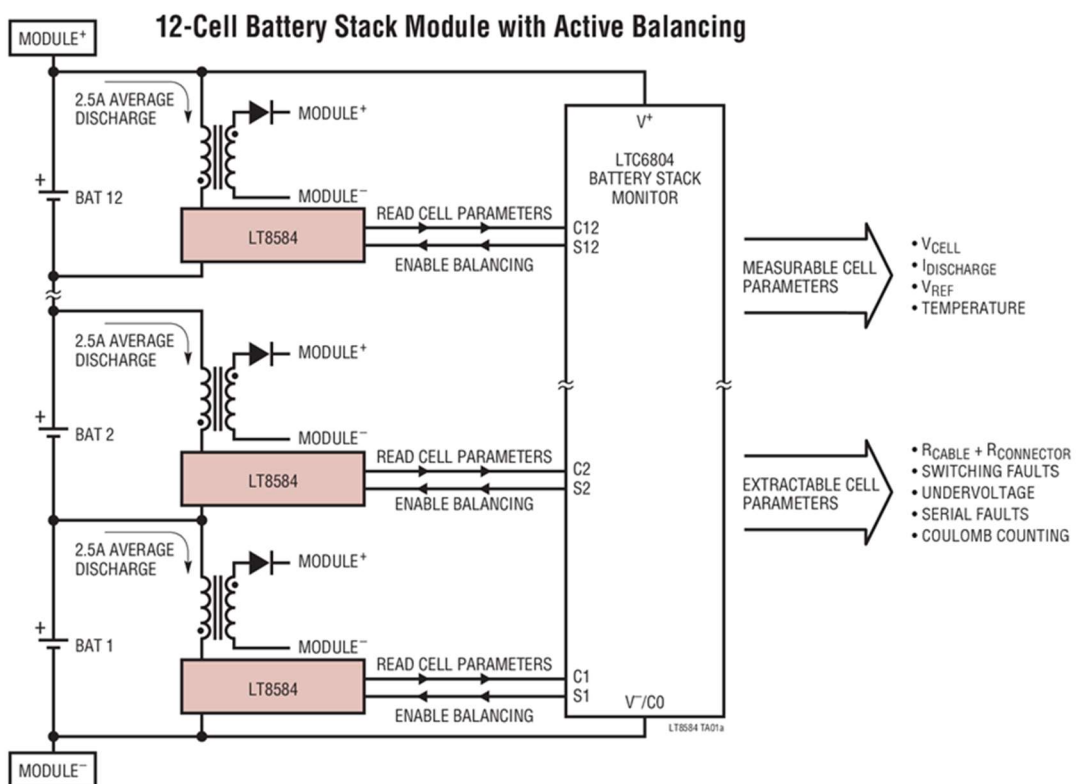 12-Cell Battery Stack Module with Active Balancing
MODULE⁺
2.5A AVERAGE
DISCHARGE
MODULE⁺
+
BAT 12
MODULE⁻
LT8584
READ CELL PARAMETERS
ENABLE BALANCING
V⁺
LTC6804
BATTERY STACK
MONITOR
C12
S12
MEASURABLE CELL
PARAMETERS
• VCELL
• IDISCHARGE
• VREF
• TEMPERATURE
2.5A AVERAGE
DISCHARGE
MODULE⁺
+
BAT 2
MODULE⁻
LT8584
READ CELL PARAMETERS
ENABLE BALANCING
C2
S2
EXTRACTABLE CELL
PARAMETERS
• RCABLE + RCONNECTOR
• SWITCHING FAULTS
• UNDERVOLTAGE
• SERIAL FAULTS
• COULOMB COUNTING
2.5A AVERAGE
DISCHARGE
MODULE⁺
+
BAT 1
MODULE⁻
LT8584
READ CELL PARAMETERS
ENABLE BALANCING
C1
S1
V⁻/C0
LT8584 TA01a
MODULE⁻